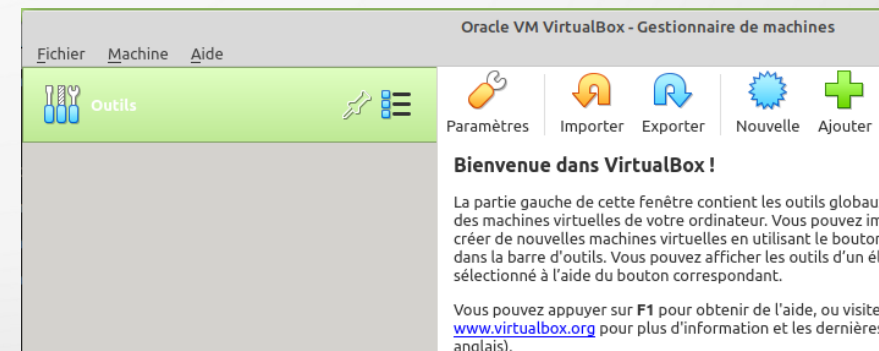 Oracle VM VirtualBox - Gestionnaire de machines
Fichier Machine Aide
Outils
Paramètres Importer Exporter Nouvelle Ajouter
Bienvenue dans VirtualBox !
La partie gauche de cette fenêtre contient les outils globau
des machines virtuelles de votre ordinateur. Vous pouvez im
créer de nouvelles machines virtuelles en utilisant le bouton
dans la barre d'outils. Vous pouvez afficher les outils d'un él
sélectionné à l'aide du bouton correspondant.
Vous pouvez appuyer sur F1 pour obtenir de l'aide, ou visite
www.virtualbox.org pour plus d'information et les dernières
anglais).